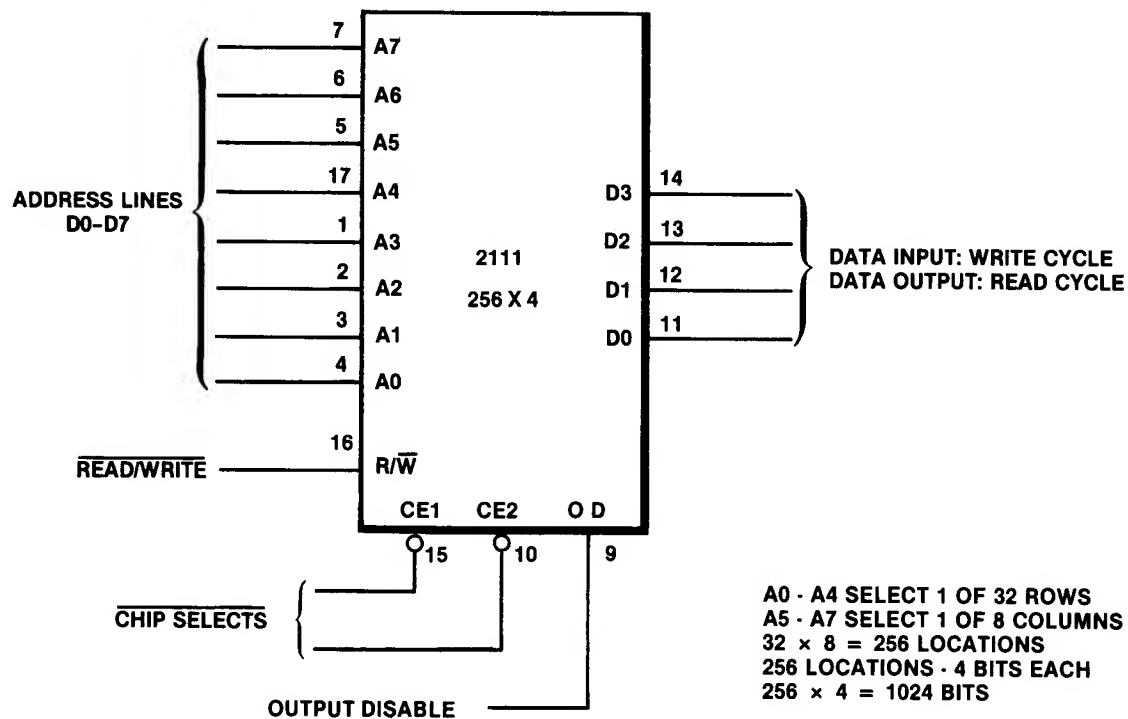 7
A7
6
A6
5
A5
17
A4
1
A3
2
A2
3
A1
4
A0
ADDRESS LINES
D0-D7
2111
256 X 4
D3
14
D2
13
D1
12
D0
11
DATA INPUT: WRITE CYCLE
DATA OUTPUT: READ CYCLE
READ/WRITE
16
R/W̅
CE1 CE2 O D
15 10 9
CHIP SELECTS
OUTPUT DISABLE
A0 - A4 SELECT 1 OF 32 ROWS
A5 - A7 SELECT 1 OF 8 COLUMNS
32 × 8 = 256 LOCATIONS
256 LOCATIONS - 4 BITS EACH
256 × 4 = 1024 BITS